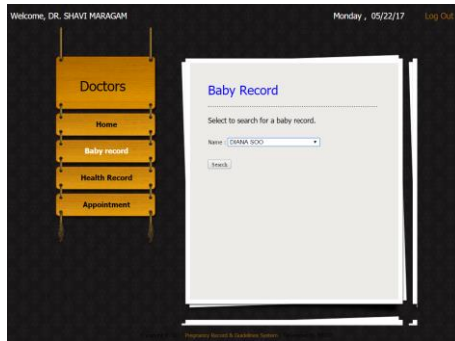 Welcome, DR. SHAVI MARAGAM
Monday , 05/22/17
Log Out
Doctors
Home
Baby record
Health Record
Appointment
Baby Record
Select to search for a baby record.
Name : DIANA SOO
Search
Pregnancy Record & Guideline System